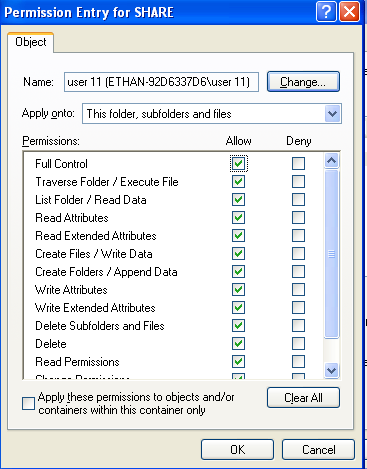 Permission Entry for SHARE
Object
Name: user 11 (ETHAN-92D6337D6\user 11) Change...
Apply onto: This folder, subfolders and files
Permissions: Allow Deny
Full Control
Traverse Folder / Execute File
List Folder / Read Data
Read Attributes
Read Extended Attributes
Create Files / Write Data
Create Folders / Append Data
Write Attributes
Write Extended Attributes
Delete Subfolders and Files
Delete
Read Permissions
Change Permissions
Apply these permissions to objects and/or
containers within this container only
Clear All
OK Cancel